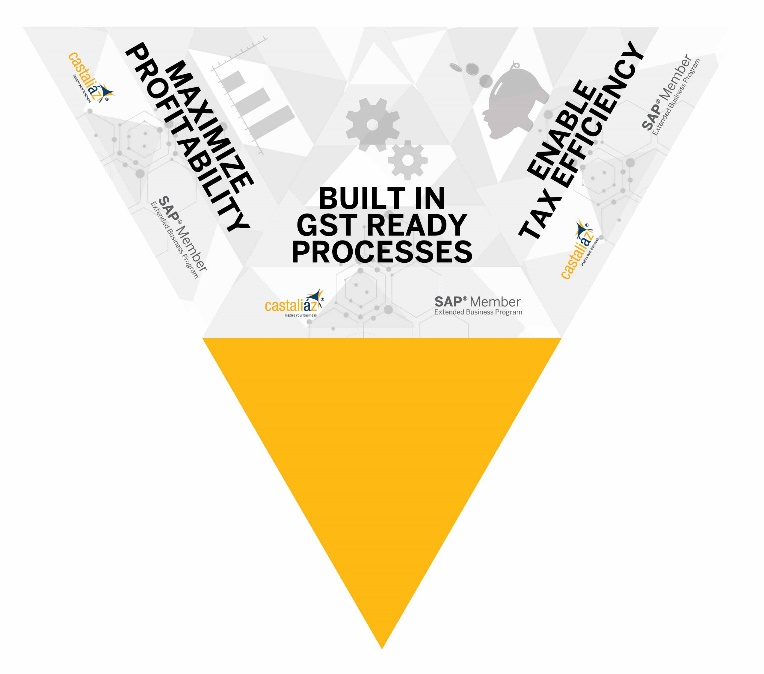 castaliaz®
MAXIMIZE
PROFITABILITY
SAP® Member
Extended Business Program
BUILT IN
GST READY
PROCESSES
castaliaz®
SAP® Member
Extended Business Program
ENABLE
TAX EFFICIENCY
SAP® Member
Extended Business Program
castaliaz®